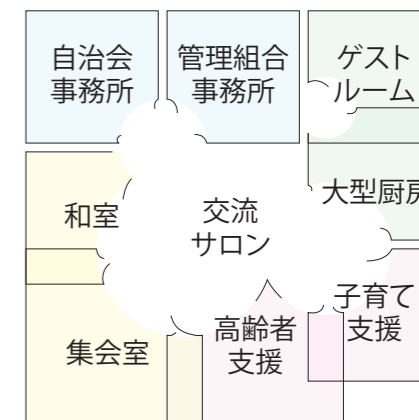 自治会
事務所
管理組合
事務所
ゲスト
ルーム
和室
交流
サロン
大型厨房
集会室
高齢者
支援
子育て
支援